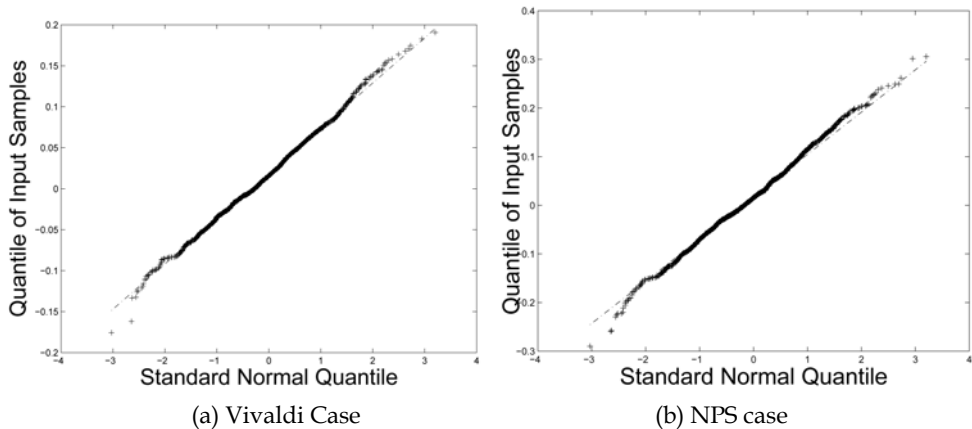 0.2
0.15
0.1
0.05
0
−0.05
−0.1
−0.15
−0.2
−4 −3 −2 −1 0 1 2 3 4
Quantile of Input Samples
Standard Normal Quantile
(a) Vivaldi Case
0.4
0.3
0.2
0.1
0
−0.1
−0.2
−0.3
−4 −3 −2 −1 0 1 2 3 4
Quantile of Input Samples
Standard Normal Quantile
(b) NPS case